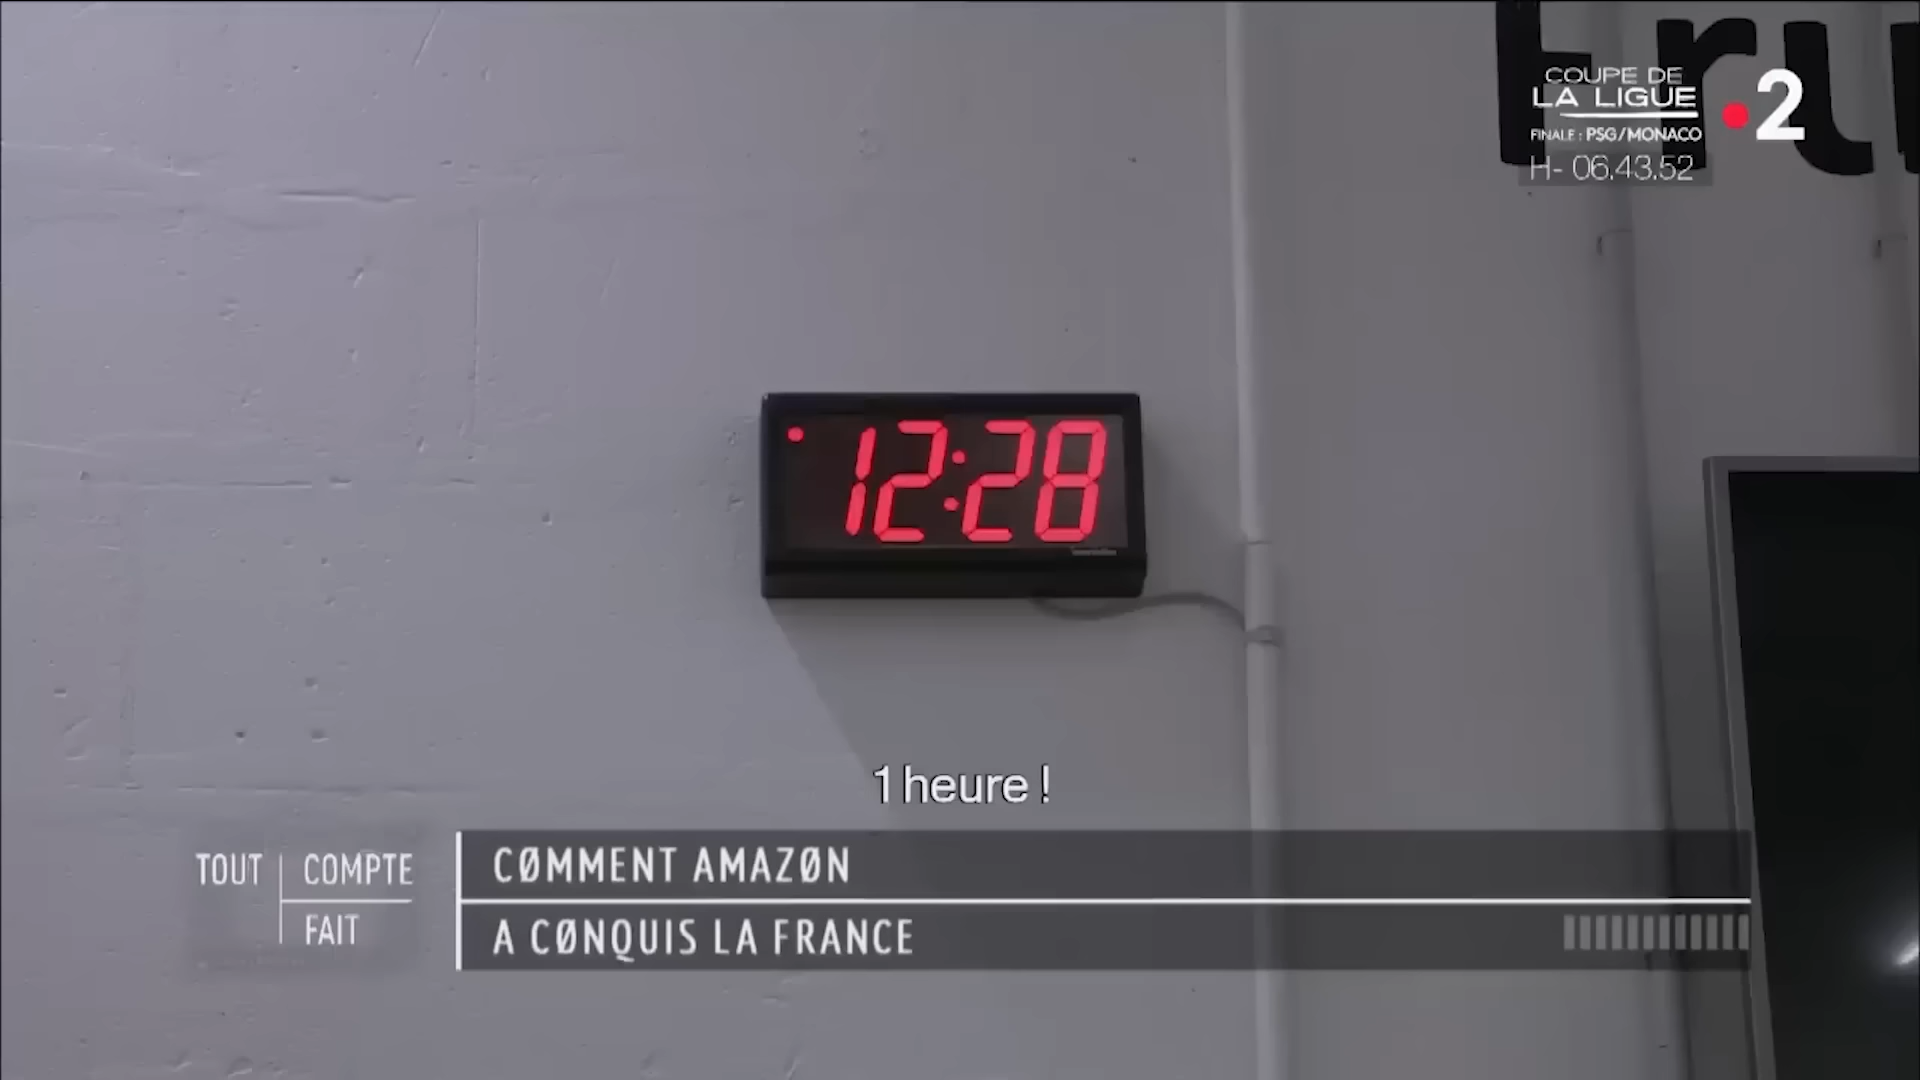 COUPE DE
LA LIGUE
2
FINALE : PSG/MONACO
H- 06.43.52
12:28
1 heure !
TOUT COMPTE
FAIT
CØMMENT AMAZØN
A CØNQUIS LA FRANCE